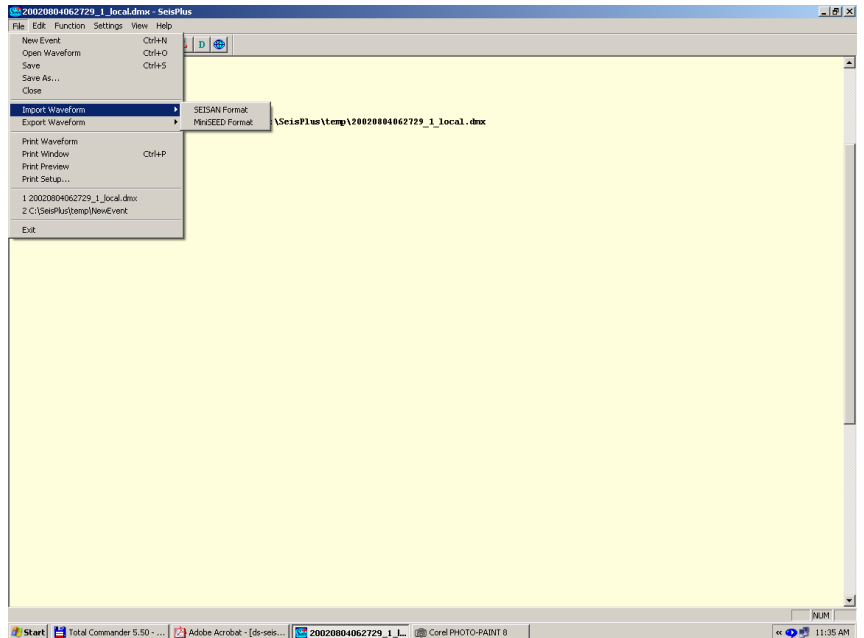 20020804062729_1_local.dmx - SeisPlus
File Edit Function Settings View Help
New Event Ctrl+N
Open Waveform Ctrl+O
Save Ctrl+S
Save As...
Close
Import Waveform
Export Waveform
SEISAN Format
MiniSEED Format
:\SeisPlus\temp\20020804062729_1_local.dmx
Print Waveform
Print Window Ctrl+P
Print Preview
Print Setup...
1 20020804062729_1_local.dmx
2 C:\SeisPlus\temp\NewEvent
Exit
D
NUM
Start Total Commander 5.50 - ... Adobe Acrobat - [ds-seis... 20020804062729_1_l... Corel PHOTO-PAINT 8 « 11:35 AM